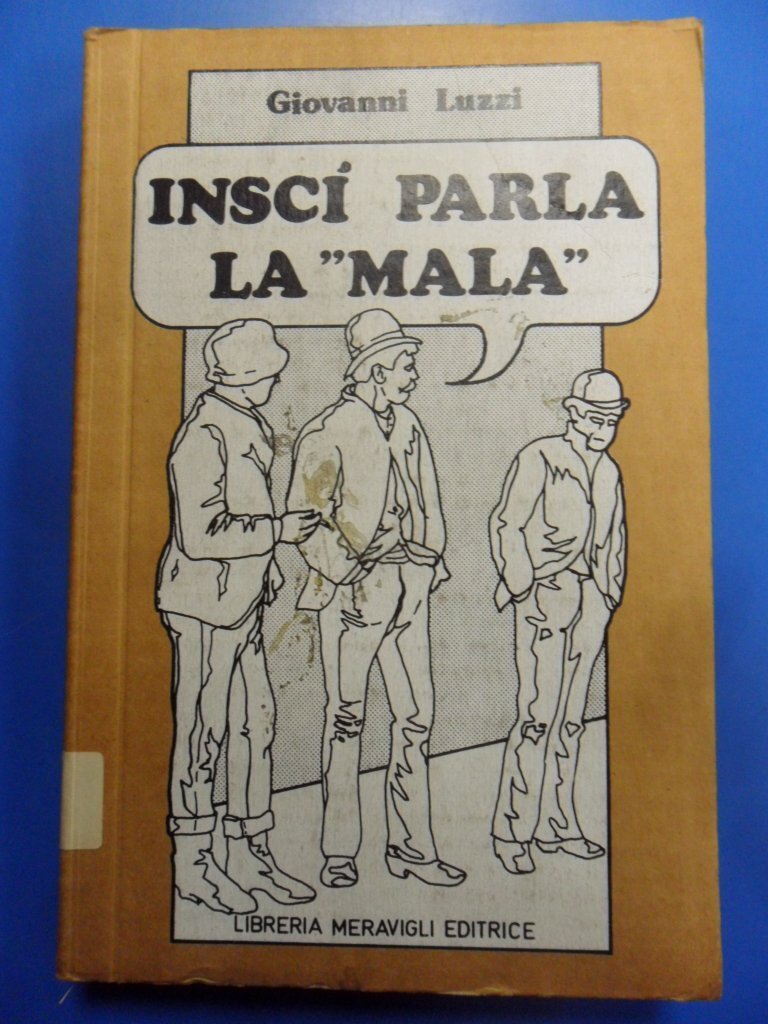 Giovanni Luzzi
INSCÍ PARLA
LA "MALA"
LIBRERIA MERAVIGLI EDITRICE